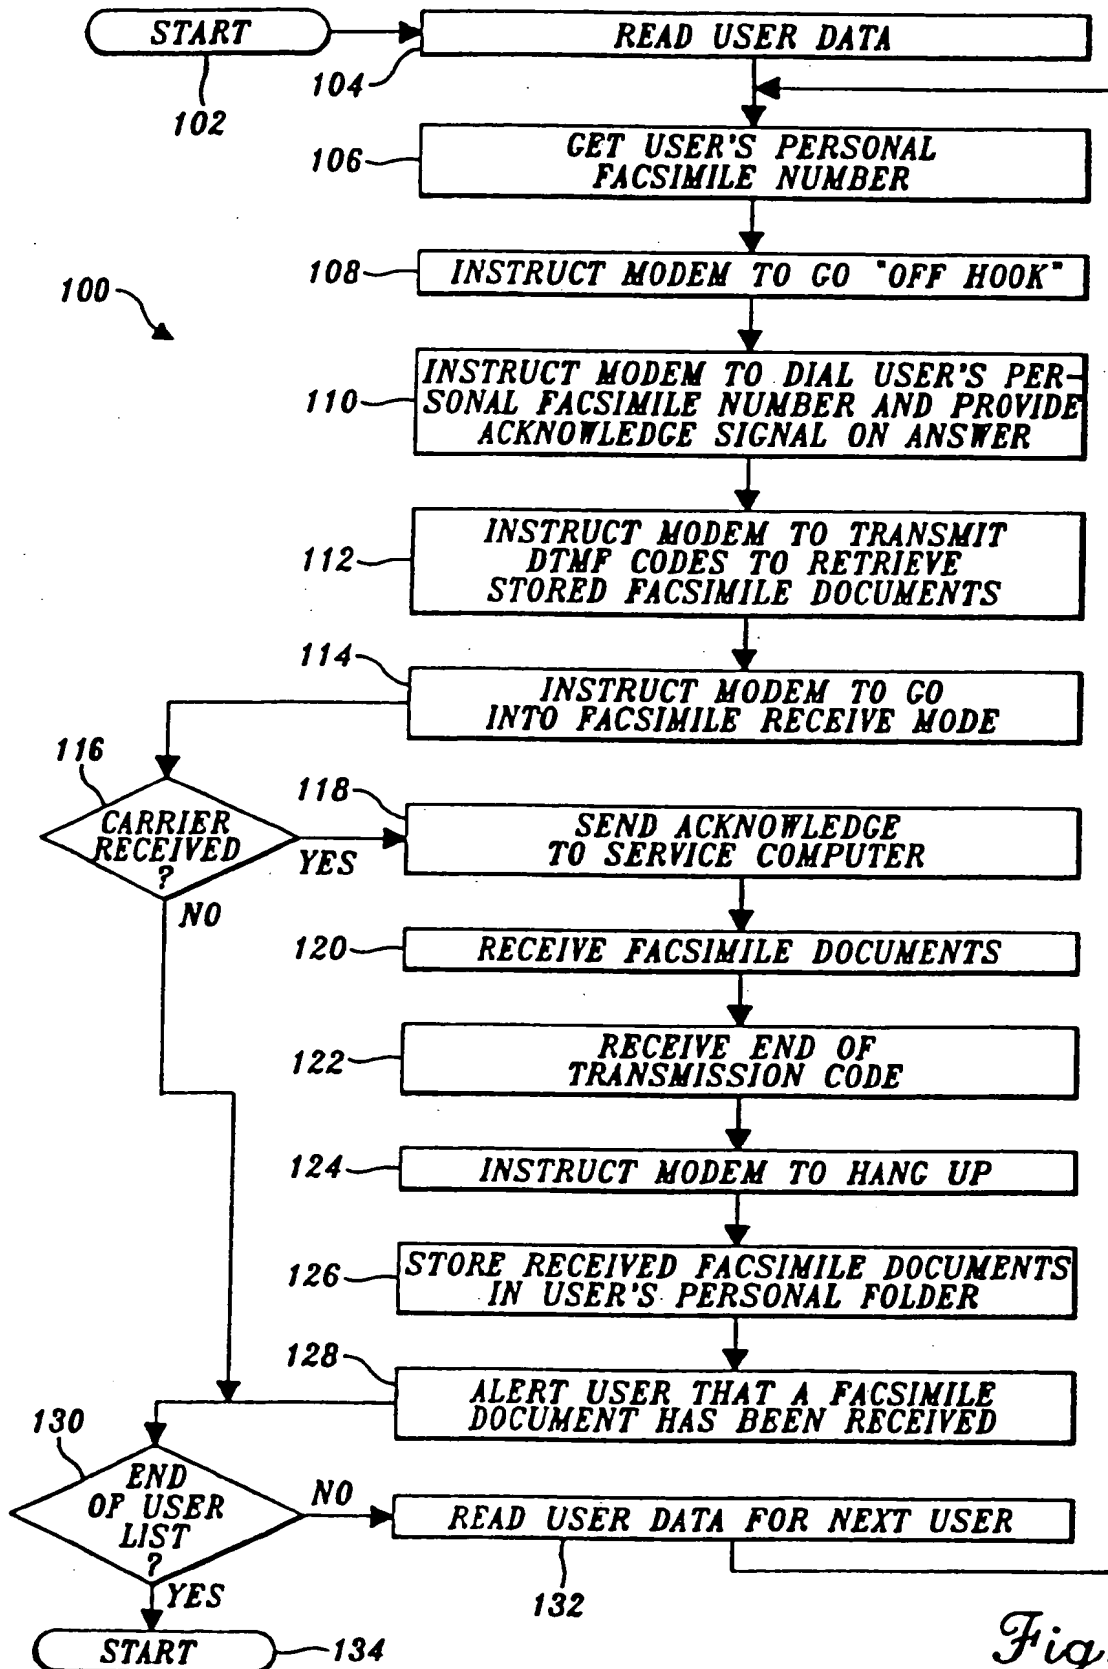 START
READ USER DATA
104
102
GET USER'S PERSONAL
FACSIMILE NUMBER
106
108
INSTRUCT MODEM TO GO "OFF HOOK"
100
INSTRUCT MODEM TO DIAL USER'S PER-
SONAL FACSIMILE NUMBER AND PROVIDE
ACKNOWLEDGE SIGNAL ON ANSWER
110
INSTRUCT MODEM TO TRANSMIT
DTMF CODES TO RETRIEVE
STORED FACSIMILE DOCUMENTS
112
114
INSTRUCT MODEM TO GO
INTO FACSIMILE RECEIVE MODE
116
CARRIER
RECEIVED
?
YES
NO
118
SEND ACKNOWLEDGE
TO SERVICE COMPUTER
120
RECEIVE FACSIMILE DOCUMENTS
122
RECEIVE END OF
TRANSMISSION CODE
124
INSTRUCT MODEM TO HANG UP
126
STORE RECEIVED FACSIMILE DOCUMENTS
IN USER'S PERSONAL FOLDER
128
ALERT USER THAT A FACSIMILE
DOCUMENT HAS BEEN RECEIVED
130
END
OF USER
LIST
?
NO
READ USER DATA FOR NEXT USER
132
YES
START
134
Fig.